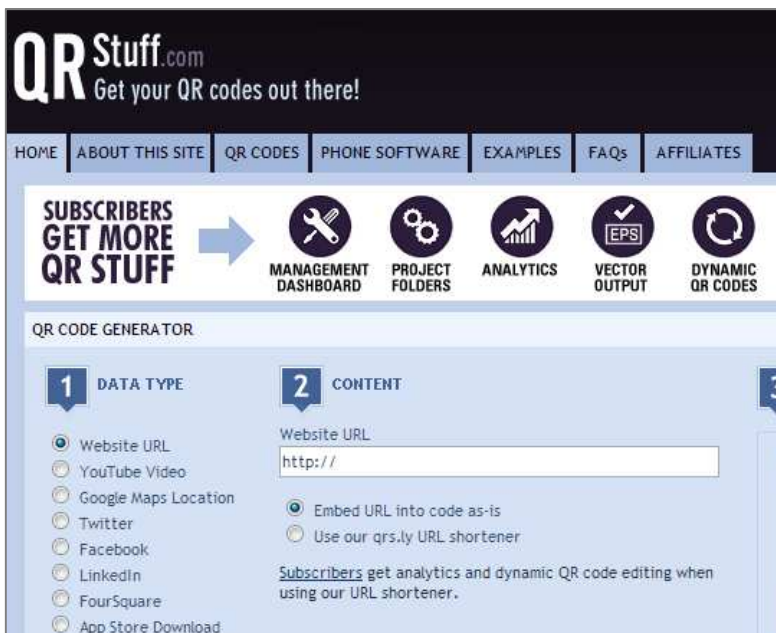 QR Stuff.com
Get your QR codes out there!
HOME ABOUT THIS SITE QR CODES PHONE SOFTWARE EXAMPLES FAQs AFFILIATES
SUBSCRIBERS
GET MORE
QR STUFF
MANAGEMENT
DASHBOARD
PROJECT
FOLDERS
ANALYTICS
EPS
VECTOR
OUTPUT
DYNAMIC
QR CODES
QR CODE GENERATOR
1 DATA TYPE
Website URL
YouTube Video
Google Maps Location
Twitter
Facebook
LinkedIn
FourSquare
App Store Download
2 CONTENT
Website URL
http://
Embed URL into code as-is
Use our qrs.ly URL shortener
Subscribers get analytics and dynamic QR code editing when
using our URL shortener.
3